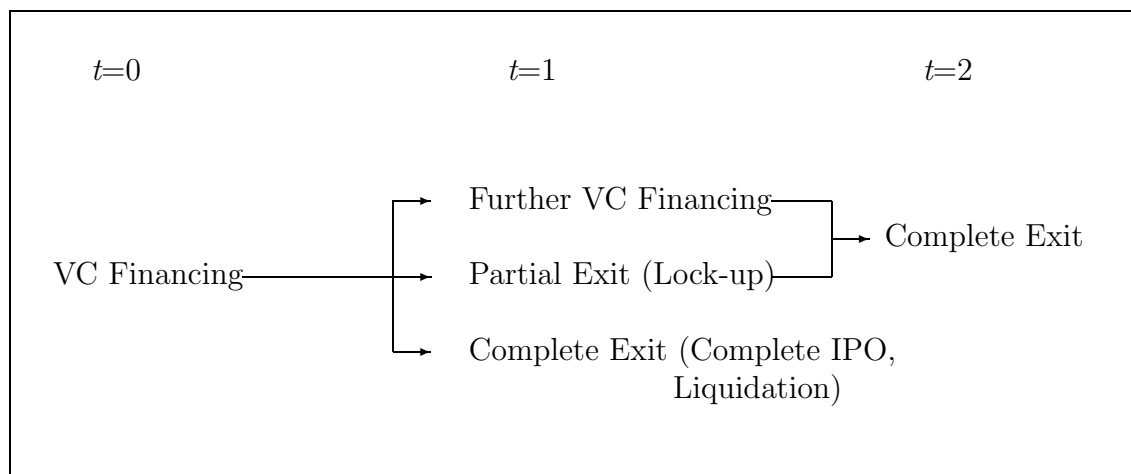 t=0 t=1 t=2
Further VC Financing
Complete Exit
VC Financing Partial Exit (Lock-up)
Complete Exit (Complete IPO,
Liquidation)